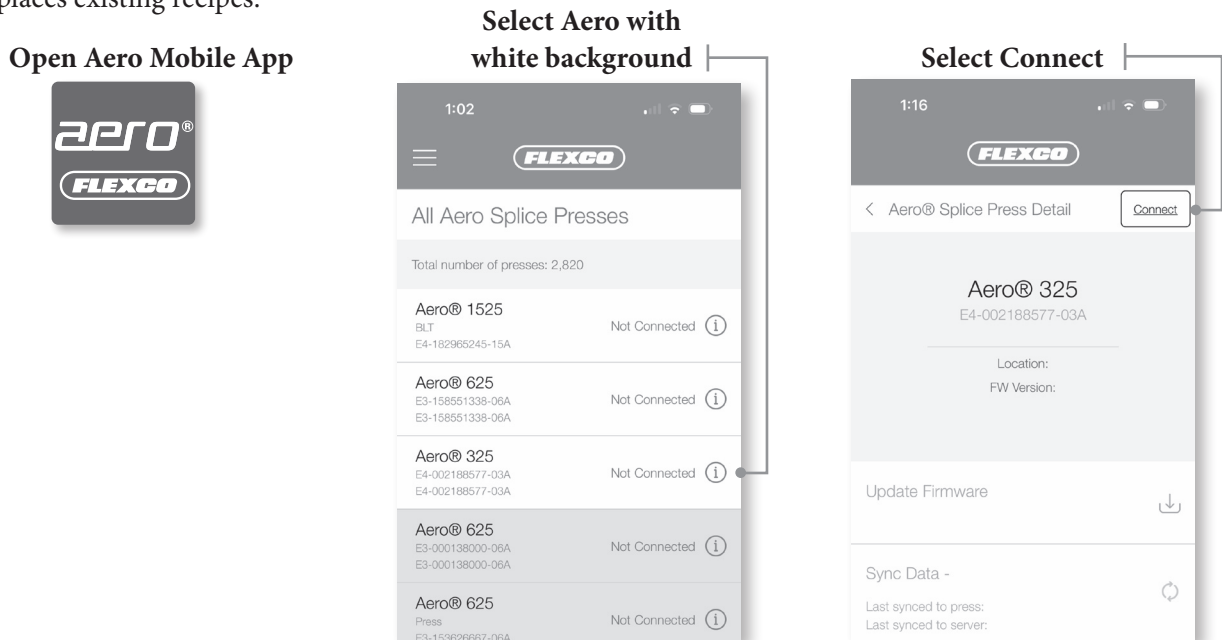 places existing recipes.
Open Aero Mobile App
aero®
FLEXCO
Select Aero with
white background
1:02
FLEXCO
All Aero Splice Presses
Total number of presses: 2,820
Aero® 1525
BLT
E4-182965245-15A
Not Connected
Aero® 625
E3-158551338-06A
E3-158551338-06A
Not Connected
Aero® 325
E4-002188577-03A
E4-002188577-03A
Not Connected
Aero® 625
E3-000138000-06A
E3-000138000-06A
Not Connected
Aero® 625
Press
E3-153626667-06A
Not Connected
Select Connect
1:16
FLEXCO
< Aero® Splice Press Detail
Connect
Aero® 325
E4-002188577-03A
Location:
FW Version:
Update Firmware
Sync Data -
Last synced to press:
Last synced to server: